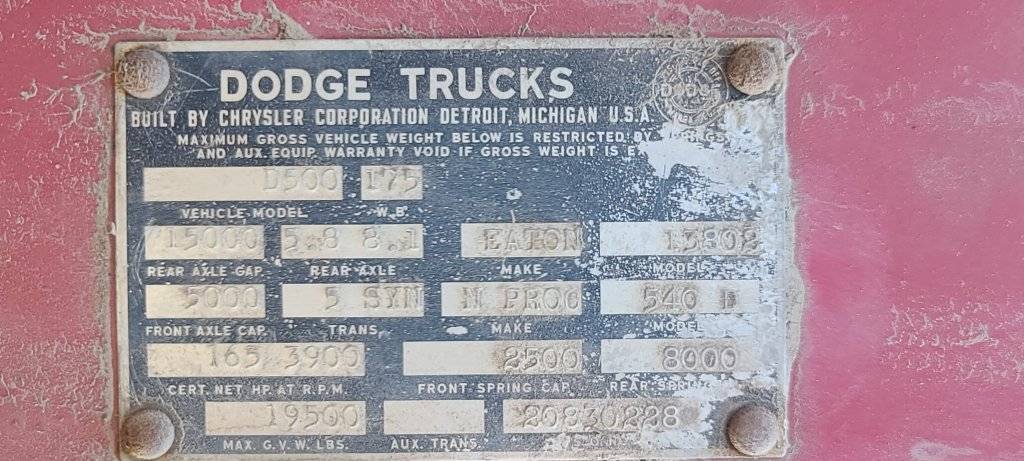 DODGE TRUCKS
DODGE
BUILT BY CHRYSLER CORPORATION DETROIT, MICHIGAN U.S.A.
MAXIMUM GROSS VEHICLE WEIGHT BELOW IS RESTRICTED BY
AND AUX. EQUIP. WARRANTY VOID IF GROSS WEIGHT IS
D500 175
VEHICLE MODEL W.B.
15000 5.8 8.1 EATON 13802
REAR AXLE CAP. REAR AXLE MAKE MODEL
5000 5 SYN N PROC 540 D
FRONT AXLE CAP. TRANS. MAKE MODEL
165 3900 2500 8000
CERT. NET HP. AT R.P.M. FRONT SPRING CAP. REAR SPRING
19500 20830228
MAX. G.V.W. LBS. AUX. TRANS.